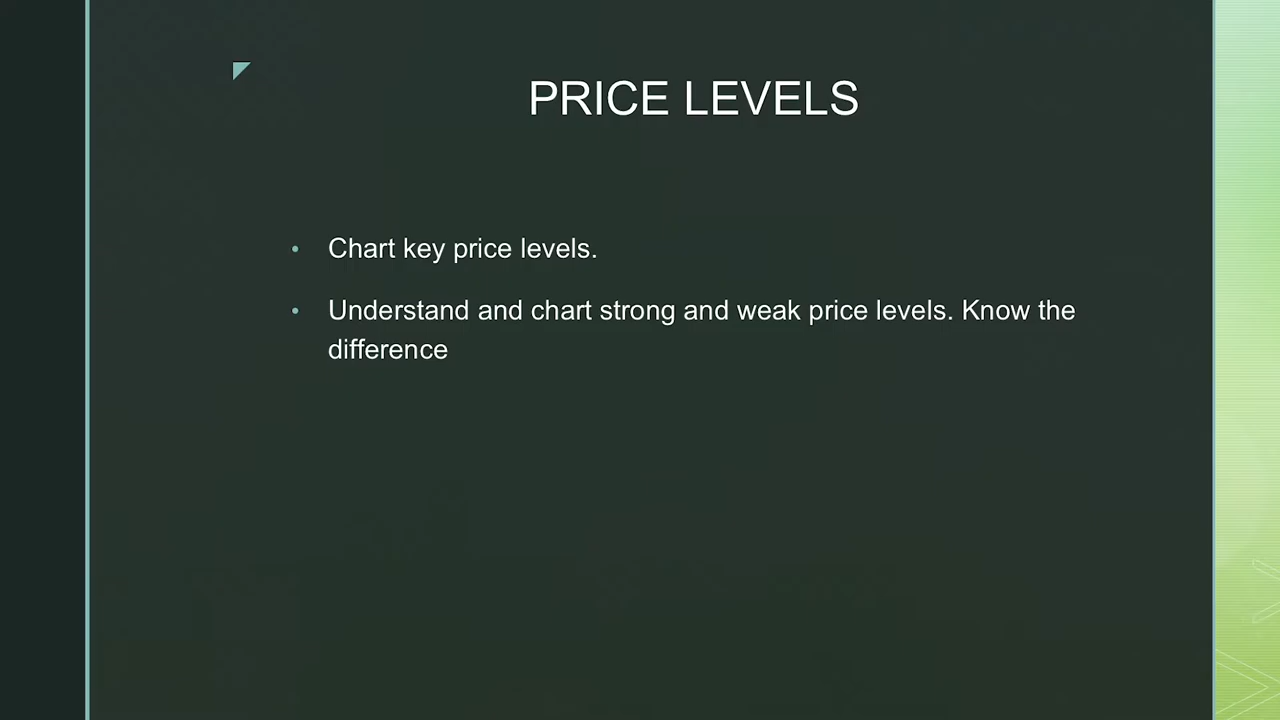 PRICE LEVELS
• Chart key price levels.
• Understand and chart strong and weak price levels. Know the
difference